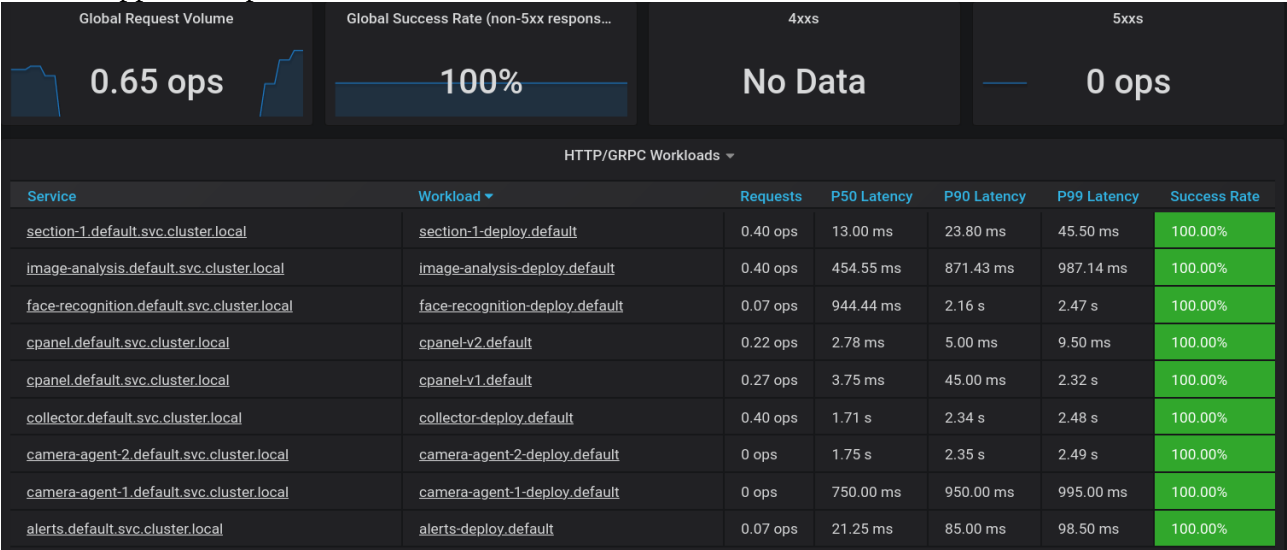 Global Request Volume
Global Success Rate (non-5xx respons...
4xxs
5xxs
0.65 ops
100%
No Data
0 ops
HTTP/GRPC Workloads
Service Workload Requests P50 Latency P90 Latency P99 Latency Success Rate
section-1.default.svc.cluster.local section-1-deploy.default 0.40 ops 13.00 ms 23.80 ms 45.50 ms 100.00%
image-analysis.default.svc.cluster.local image-analysis-deploy.default 0.40 ops 454.55 ms 871.43 ms 987.14 ms 100.00%
face-recognition.default.svc.cluster.local face-recognition-deploy.default 0.07 ops 944.44 ms 2.16 s 2.47 s 100.00%
cpanel.default.svc.cluster.local cpanel-v2.default 0.22 ops 2.78 ms 5.00 ms 9.50 ms 100.00%
cpanel.default.svc.cluster.local cpanel-v1.default 0.27 ops 3.75 ms 45.00 ms 2.32 s 100.00%
collector.default.svc.cluster.local collector-deploy.default 0.40 ops 1.71 s 2.34 s 2.48 s 100.00%
camera-agent-2.default.svc.cluster.local camera-agent-2-deploy.default 0 ops 1.75 s 2.35 s 2.49 s 100.00%
camera-agent-1.default.svc.cluster.local camera-agent-1-deploy.default 0 ops 750.00 ms 950.00 ms 995.00 ms 100.00%
alerts.default.svc.cluster.local alerts-deploy.default 0.07 ops 21.25 ms 85.00 ms 98.50 ms 100.00%